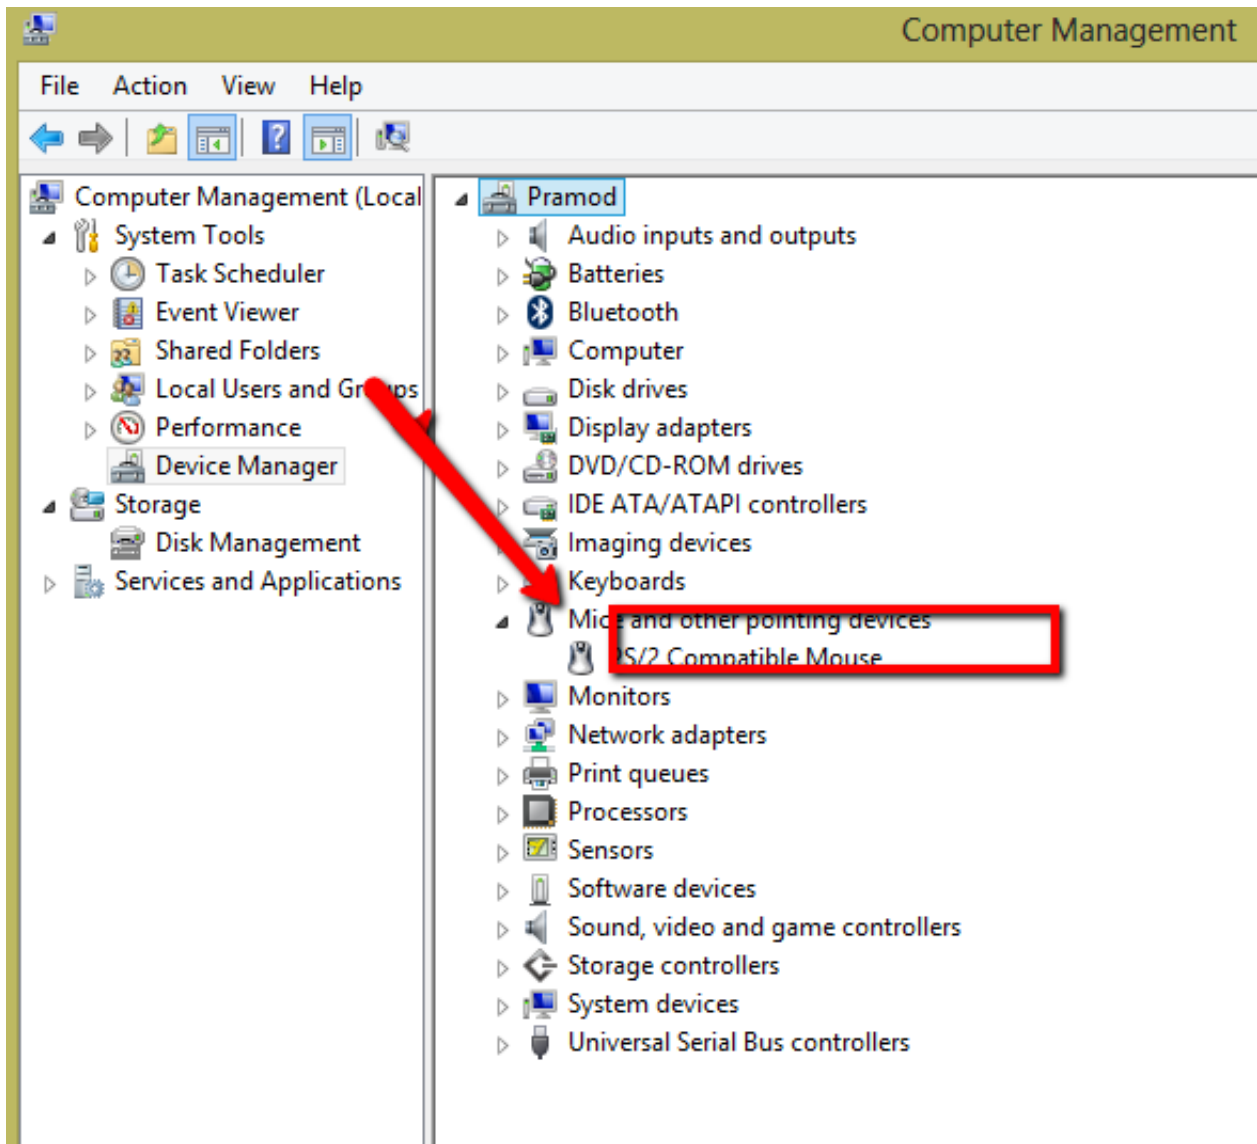 Computer Management
File Action View Help
Computer Management (Local
System Tools
Task Scheduler
Event Viewer
Shared Folders
Local Users and Groups
Performance
Device Manager
Storage
Disk Management
Services and Applications
Pramod
Audio inputs and outputs
Batteries
Bluetooth
Computer
Disk drives
Display adapters
DVD/CD-ROM drives
IDE ATA/ATAPI controllers
Imaging devices
Keyboards
Mice and other pointing devices
PS/2 Compatible Mouse
Monitors
Network adapters
Print queues
Processors
Sensors
Software devices
Sound, video and game controllers
Storage controllers
System devices
Universal Serial Bus controllers